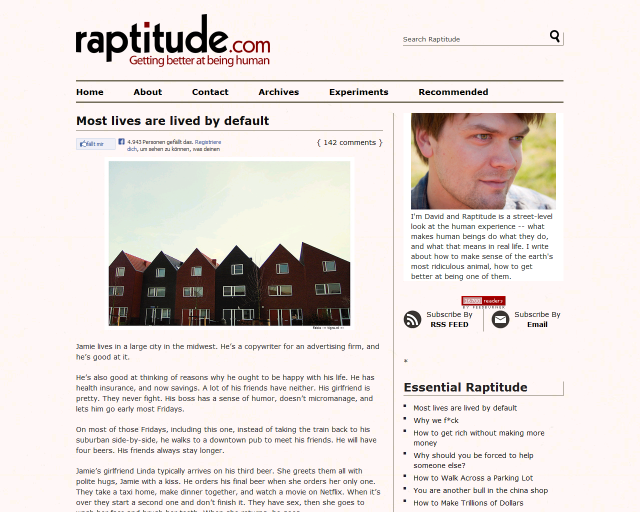 raptitude.com
Getting better at being human
Search Raptitude
Home About Contact Archives Experiments Recommended
Most lives are lived by default
4.943 Personen gefällt das. Registriere
dich, um sehen zu können, was deinen
{ 142 comments }
Jamie lives in a large city in the midwest. He's a copywriter for an advertising firm, and
he's good at it.
He's also good at thinking of reasons why he ought to be happy with his life. He has
health insurance, and now savings. A lot of his friends have neither. His girlfriend is
pretty. They never fight. His boss has a sense of humor, doesn't micromanage, and
lets him go early most Fridays.
On most of those Fridays, including this one, instead of taking the train back to his
suburban side-by-side, he walks to a downtown pub to meet his friends. He will have
four beers. His friends always stay longer.
Jamie's girlfriend Linda typically arrives on his third beer. She greets them all with
polite hugs, Jamie with a kiss. He orders his final beer when she orders her only one.
They take a taxi home, make dinner together, and watch a movie on Netflix. When it's
over they start a second one and don't finish it. They have sex, then she goes to
I'm David and Raptitude is a street-level
look at the human experience -- what
makes human beings do what they do,
and what that means in real life. I write
about how to make sense of the earth's
most ridiculous animal, how to get
better at being one of them.
readers
BY FEEDBURNER
Subscribe By
RSS FEED
Subscribe By
Email
*
Essential Raptitude
Most lives are lived by default
Why we f*ck
How to get rich without making more
money
Why should you be forced to help
someone else?
How to Walk Across a Parking Lot
You are another bull in the china shop
How to Make Trillions of Dollars